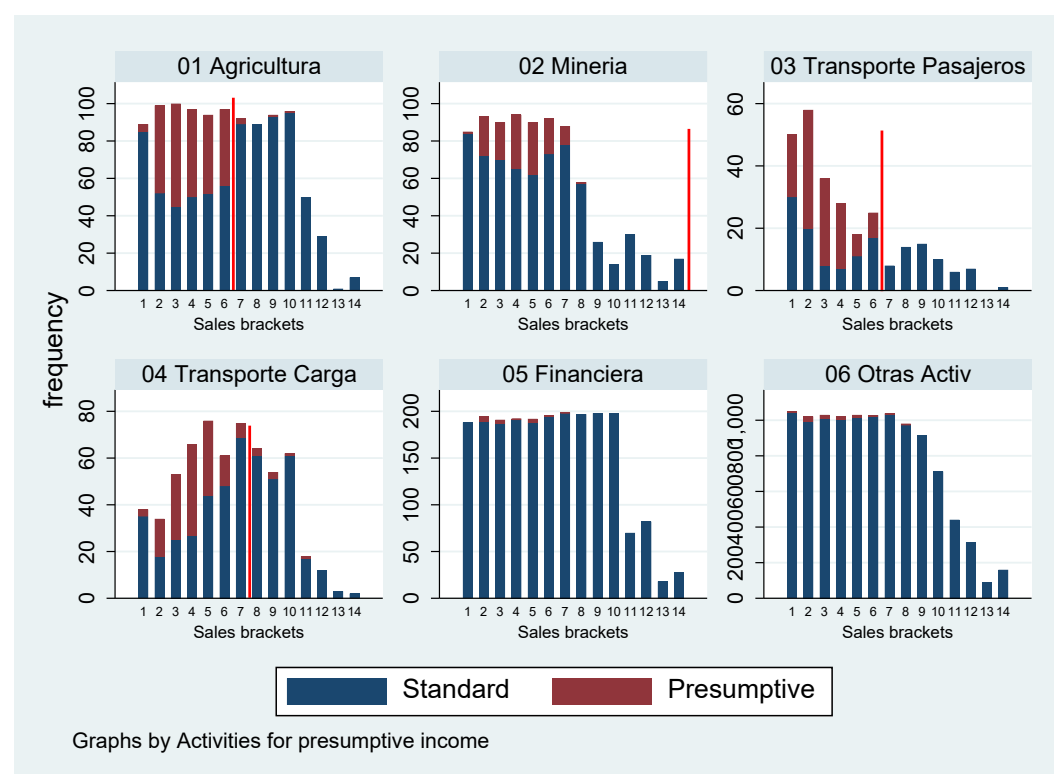 frequency
01 Agricultura
100
80
60
40
20
0
1 2 3 4 5 6 7 8 9 10 11 12 13 14
Sales brackets
02 Mineria
100
80
60
40
20
0
1 2 3 4 5 6 7 8 9 10 11 12 13 14
Sales brackets
03 Transporte Pasajeros
60
40
20
0
1 2 3 4 5 6 7 8 9 10 11 12 13 14
Sales brackets
04 Transporte Carga
80
60
40
20
0
1 2 3 4 5 6 7 8 9 10 11 12 13 14
Sales brackets
05 Financiera
200
150
100
50
0
1 2 3 4 5 6 7 8 9 10 11 12 13 14
Sales brackets
06 Otras Activ
1,000
800
600
400
200
0
1 2 3 4 5 6 7 8 9 10 11 12 13 14
Sales brackets
Standard Presumptive
Graphs by Activities for presumptive income